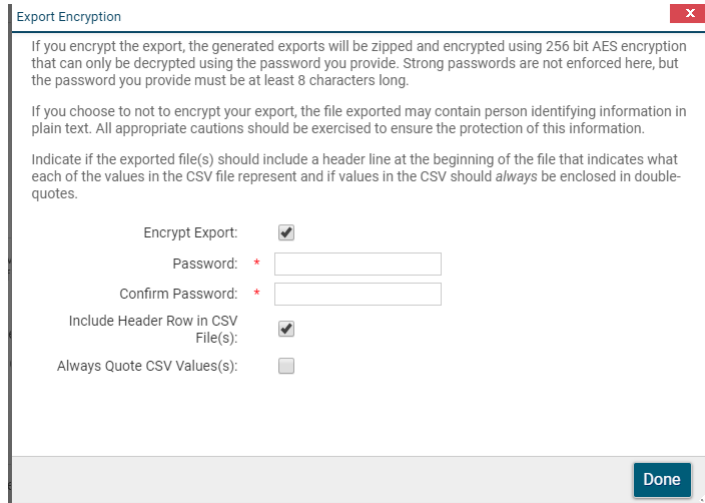 Export Encryption
x
If you encrypt the export, the generated exports will be zipped and encrypted using 256 bit AES encryption
that can only be decrypted using the password you provide. Strong passwords are not enforced here, but
the password you provide must be at least 8 characters long.
If you choose to not to encrypt your export, the file exported may contain person identifying information in
plain text. All appropriate cautions should be exercised to ensure the protection of this information.
Indicate if the exported file(s) should include a header line at the beginning of the file that indicates what
each of the values in the CSV file represent and if values in the CSV should always be enclosed in double-
quotes.
Encrypt Export:
Password: *
Confirm Password: *
Include Header Row in CSV
File(s):
Always Quote CSV Values(s):
Done